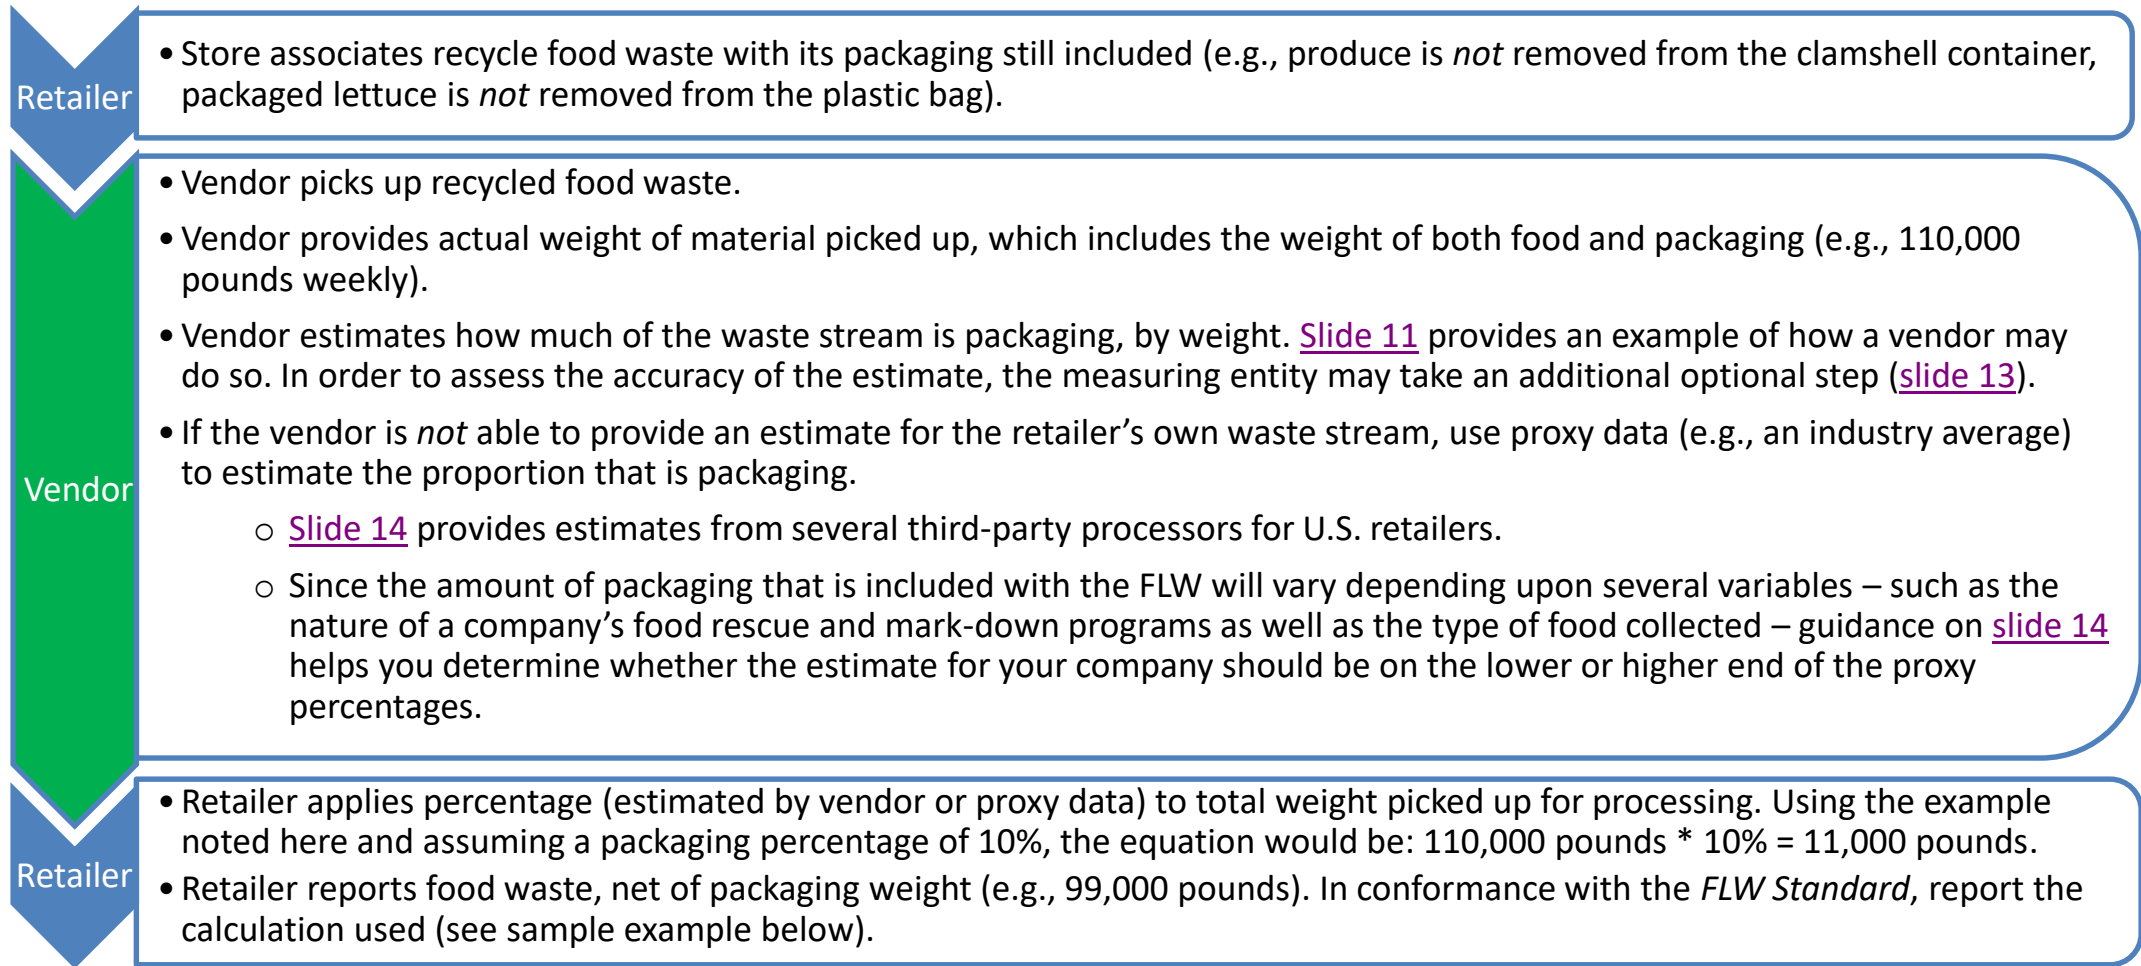 Retailer
• Store associates recycle food waste with its packaging still included (e.g., produce is not removed from the clamshell container,
packaged lettuce is not removed from the plastic bag).
Vendor
• Vendor picks up recycled food waste.
• Vendor provides actual weight of material picked up, which includes the weight of both food and packaging (e.g., 110,000
pounds weekly).
• Vendor estimates how much of the waste stream is packaging, by weight. Slide 11 provides an example of how a vendor may
do so. In order to assess the accuracy of the estimate, the measuring entity may take an additional optional step (slide 13).
• If the vendor is not able to provide an estimate for the retailer’s own waste stream, use proxy data (e.g., an industry average)
to estimate the proportion that is packaging.
o Slide 14 provides estimates from several third-party processors for U.S. retailers.
o Since the amount of packaging that is included with the FLW will vary depending upon several variables – such as the
nature of a company’s food rescue and mark-down programs as well as the type of food collected – guidance on slide 14
helps you determine whether the estimate for your company should be on the lower or higher end of the proxy
percentages.
Retailer
• Retailer applies percentage (estimated by vendor or proxy data) to total weight picked up for processing. Using the example
noted here and assuming a packaging percentage of 10%, the equation would be: 110,000 pounds * 10% = 11,000 pounds.
• Retailer reports food waste, net of packaging weight (e.g., 99,000 pounds). In conformance with the FLW Standard, report the
calculation used (see sample example below).